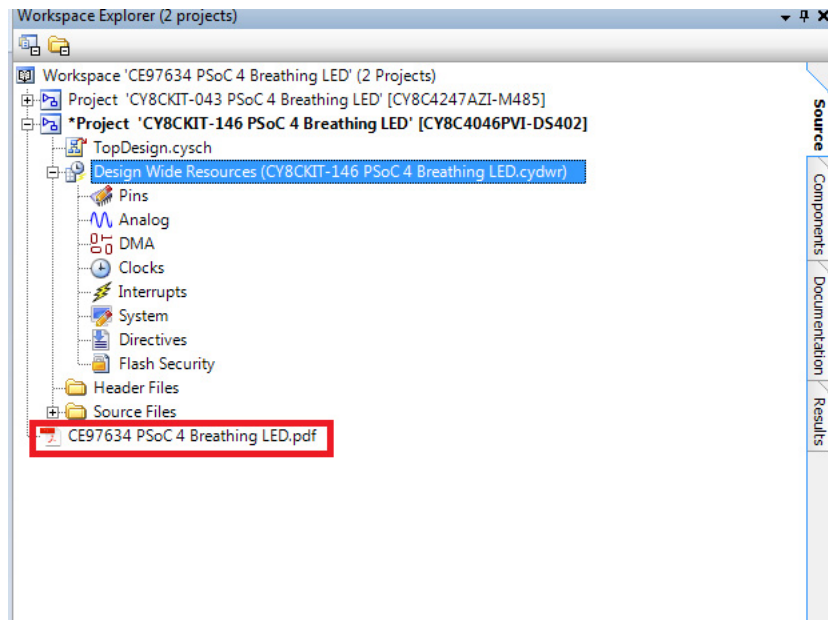 Workspace Explorer (2 projects)
Workspace 'CE97634 PSoC 4 Breathing LED' (2 Projects)
Project 'CY8CKIT-043 PSoC 4 Breathing LED' [CY8C4247AZI-M485]
*Project 'CY8CKIT-146 PSoC 4 Breathing LED' [CY8C4046PVI-DS402]
TopDesign.cysch
Design Wide Resources (CY8CKIT-146 PSoC 4 Breathing LED.cydwr)
Pins
Analog
DMA
Clocks
Interrupts
System
Directives
Flash Security
Header Files
Source Files
CE97634 PSoC 4 Breathing LED.pdf
Source
Components
Documentation
Results